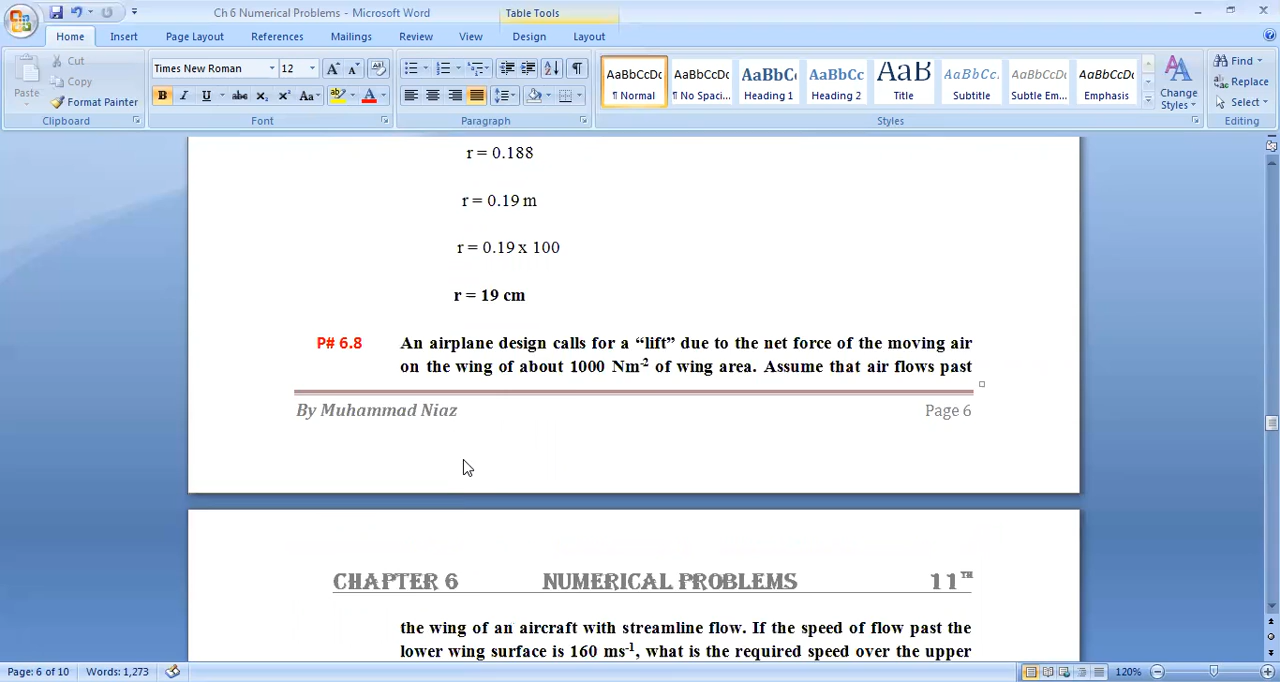 Ch 6 Numerical Problems - Microsoft Word
Table Tools
Home Insert Page Layout References Mailings Review View Design Layout
Paste
Cut
Copy
Format Painter
Clipboard
Times New Roman 12
Font
Paragraph
AaBbCcDc AaBbCcDc AaBbCc AaBbCc AaB AaBbCc. AaBbCcDc AaBbCcDc
¶ Normal ¶ No Spaci... Heading 1 Heading 2 Title Subtitle Subtle Em... Emphasis
Change Styles
Styles
Find
Replace
Select
Editing
r = 0.188
r = 0.19 m
r = 0.19 x 100
r = 19 cm
P# 6.8 An airplane design calls for a “lift” due to the net force of the moving air
on the wing of about 1000 Nm-2 of wing area. Assume that air flows past
By Muhammad Niaz Page 6
CHAPTER 6 NUMERICAL PROBLEMS 11TH
the wing of an aircraft with streamline flow. If the speed of flow past the
lower wing surface is 160 ms-1, what is the required speed over the upper
Page: 6 of 10 Words: 1,273 120%